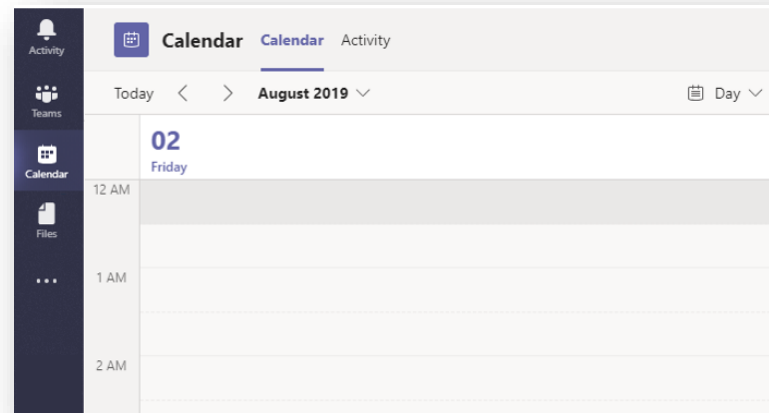 Activity
Teams
Calendar
Files
Calendar Calendar Activity
Today August 2019 Day
02
Friday
12 AM
1 AM
2 AM